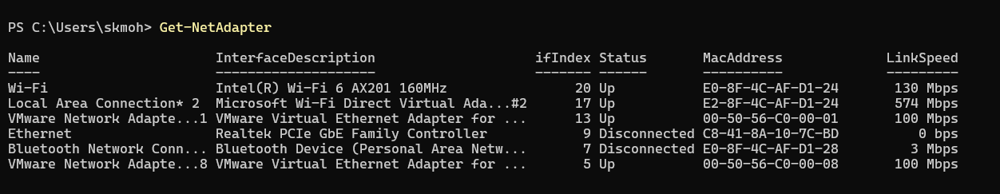 PS C:\Users\skmoh> Get-NetAdapter
Name                      InterfaceDescription                    ifIndex Status       MacAddress             LinkSpeed
----                      --------------------                    ------- ------       ----------             ---------
Wi-Fi                     Intel(R) Wi-Fi 6 AX201 160MHz                20 Up           E0-8F-4C-AF-D1-24       130 Mbps
Local Area Connection* 2  Microsoft Wi-Fi Direct Virtual Ada...#2      17 Up           E2-8F-4C-AF-D1-24       574 Mbps
VMware Network Adapte...1 VMware Virtual Ethernet Adapter for ...      13 Up           00-50-56-C0-00-01       100 Mbps
Ethernet                  Realtek PCIe GbE Family Controller            9 Disconnected C8-41-8A-10-7C-BD          0 bps
Bluetooth Network Conn... Bluetooth Device (Personal Area Netw...       7 Disconnected E0-8F-4C-AF-D1-28         3 Mbps
VMware Network Adapte...8 VMware Virtual Ethernet Adapter for ...       5 Up           00-50-56-C0-00-08       100 Mbps